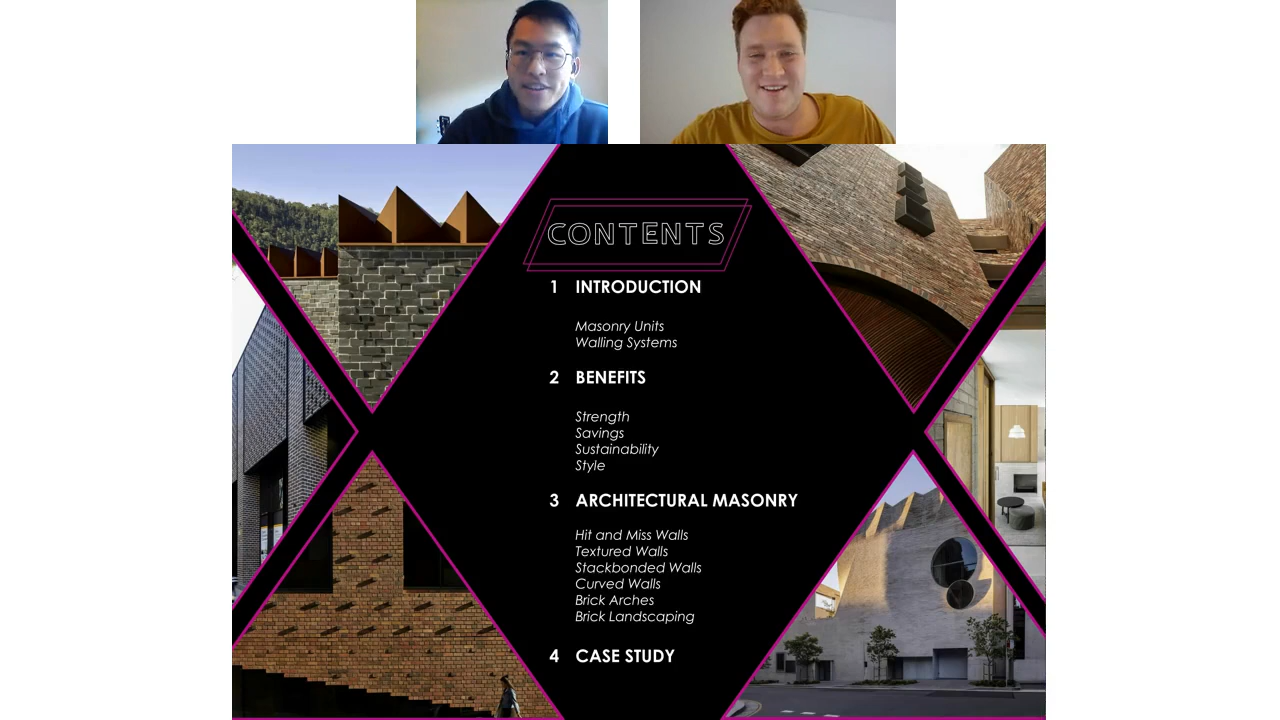 CONTENTS
1 INTRODUCTION
Masonry Units
Walling Systems
2 BENEFITS
Strength
Savings
Sustainability
Style
3 ARCHITECTURAL MASONRY
Hit and Miss Walls
Textured Walls
Stackbonded Walls
Curved Walls
Brick Arches
Brick Landscaping
4 CASE STUDY